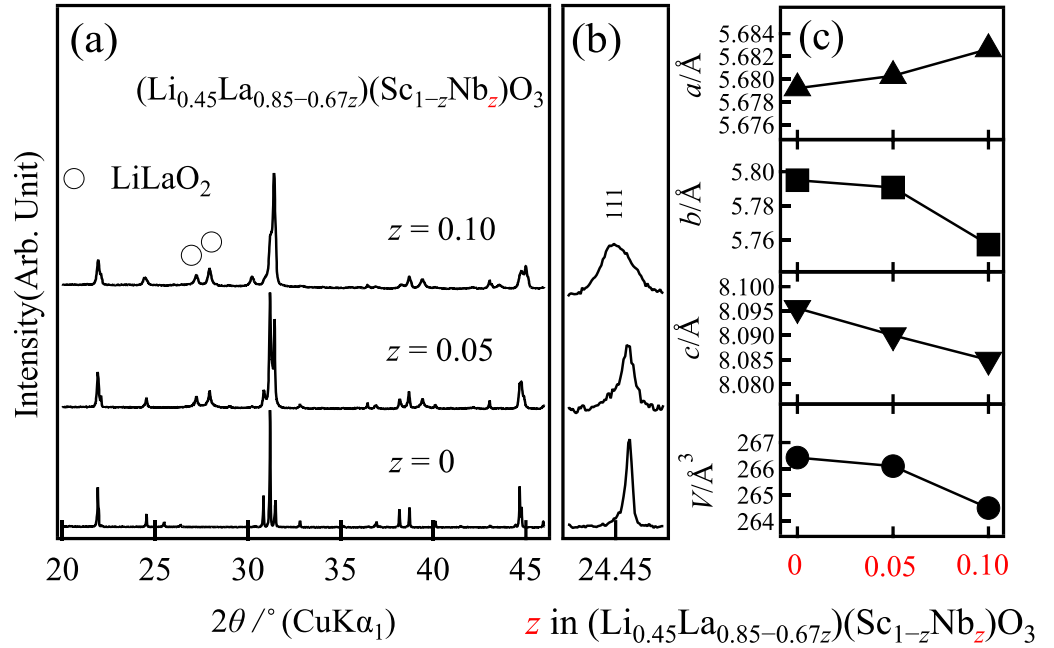 (a)
(Li0.45La0.85−0.67z)(Sc1−zNbz)O3
LiLaO2
z = 0.10
z = 0.05
z = 0
Intensity(Arb. Unit)
20 25 30 35 40 45
2θ /° (CuKα1)
(b)
111
24.45
(c)
a/Å
5.684
5.682
5.680
5.678
5.676
b/Å
5.80
5.78
5.76
c/Å
8.100
8.095
8.090
8.085
8.080
V/Å3
267
266
265
264
0 0.05 0.10
z in (Li0.45La0.85−0.67z)(Sc1−zNbz)O3